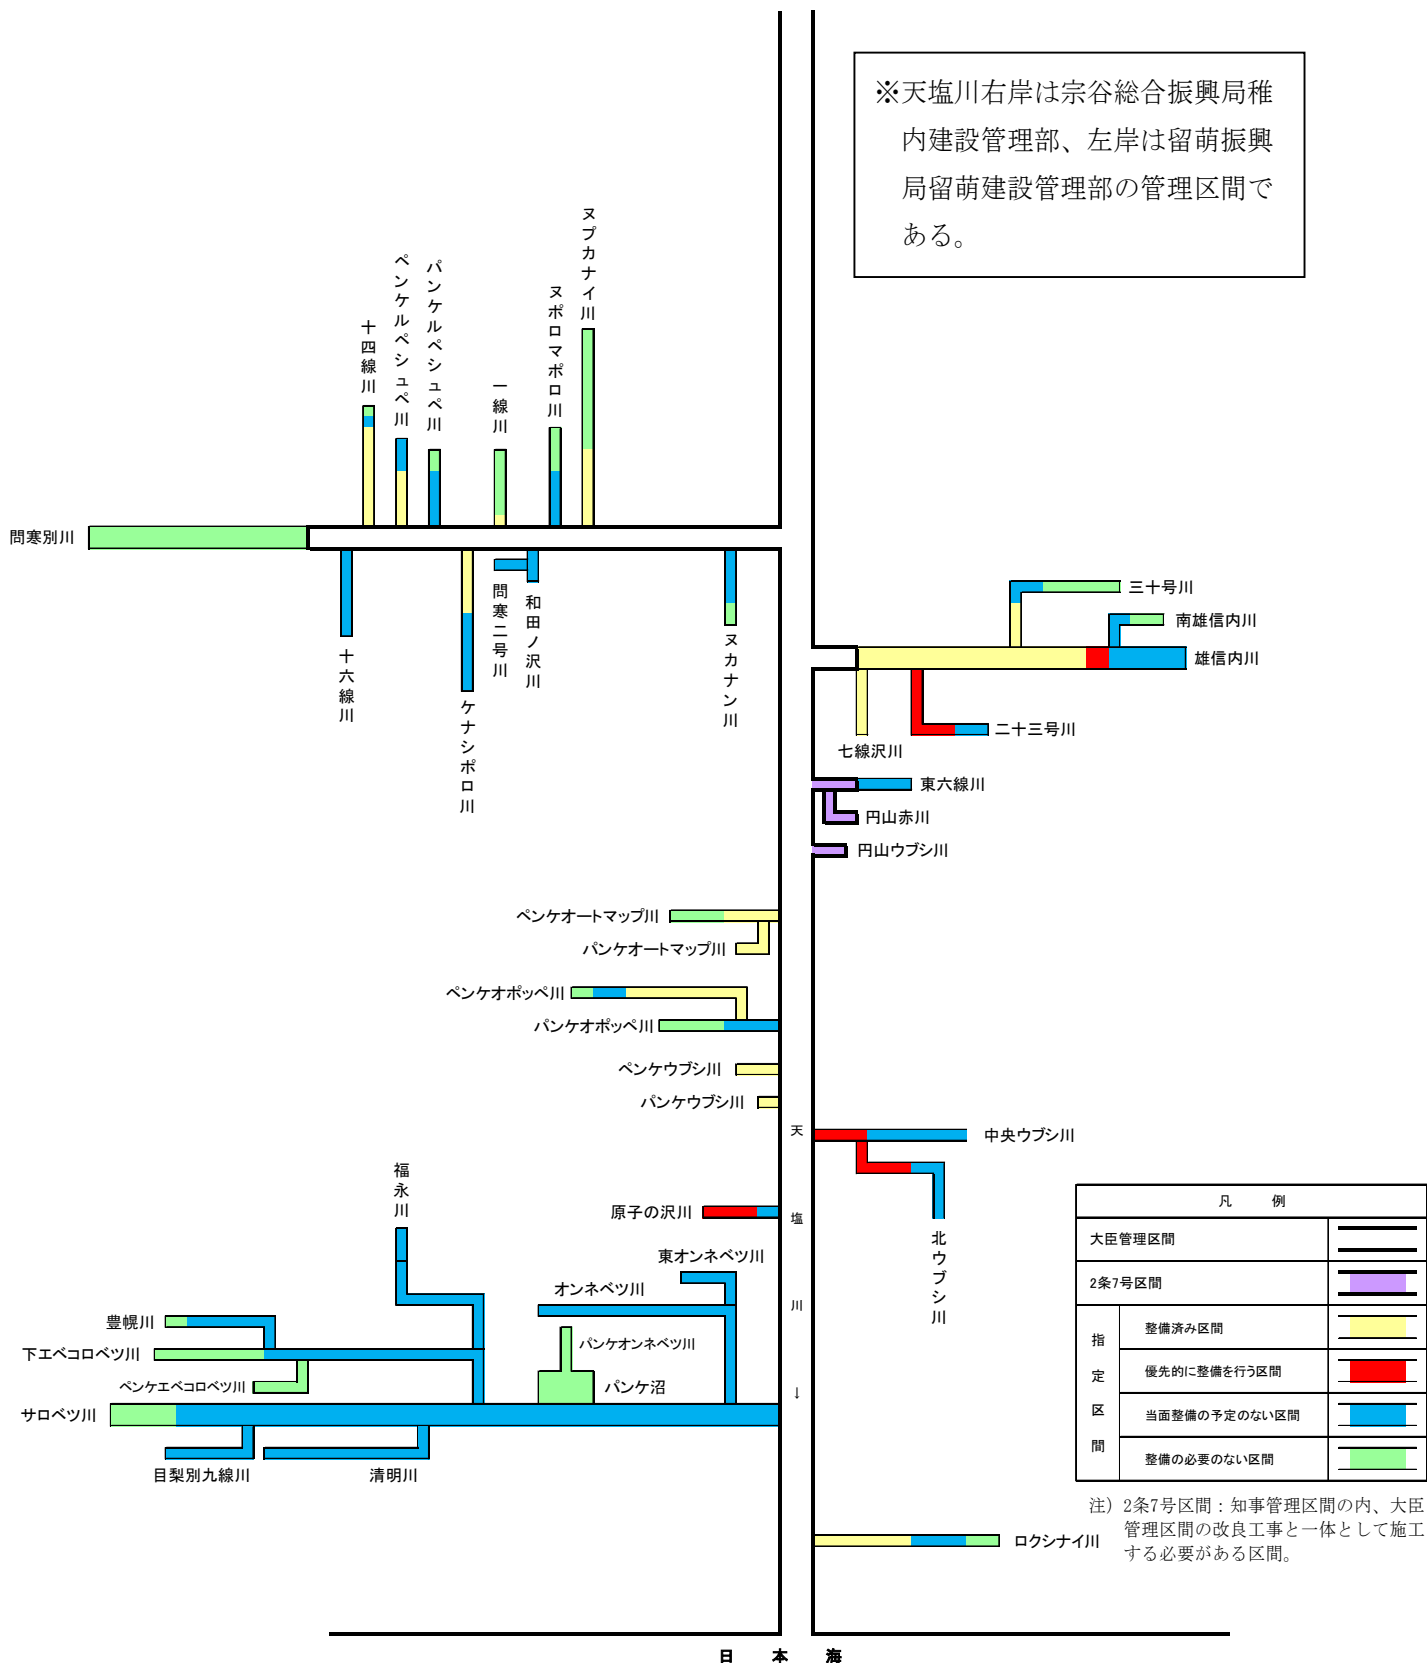 ※天塩川右岸は宗谷総合振興局稚
内建設管理部、左岸は留萌振興
局留萌建設管理部の管理区間で
ある。
ヌプカナイ川
ペンケルペシュペ川
パンケルペシュペ川
ヌポロマポロ川
十四線川
一線川
問寒別川
十六線川
ケナシポロ川
問寒二号川
和田ノ沢川
ヌカナン川
三十号川
南雄信内川
雄信内川
二十三号川
七線沢川
東六線川
円山赤川
円山ウブシ川
ペンケオートマップ川
パンケオートマップ川
ペンケオポッペ川
パンケオポッペ川
ペンケウブシ川
パンケウブシ川
天塩川↓
中央ウブシ川
北ウブシ川
福永川
原子の沢川
東オンネベツ川
オンネベツ川
パンケオンネベツ川
パンケ沼
豊幌川
下エベコロベツ川
ペンケエベコロベツ川
サロベツ川
目梨別九線川
清明川
凡 例
大臣管理区間
2条7号区間
指定区間
整備済み区間
優先的に整備を行う区間
当面整備の予定のない区間
整備の必要のない区間
注）2条7号区間：知事管理区間の内、大臣
管理区間の改良工事と一体として施工
する必要がある区間。
ロクシナイ川
日 本 海